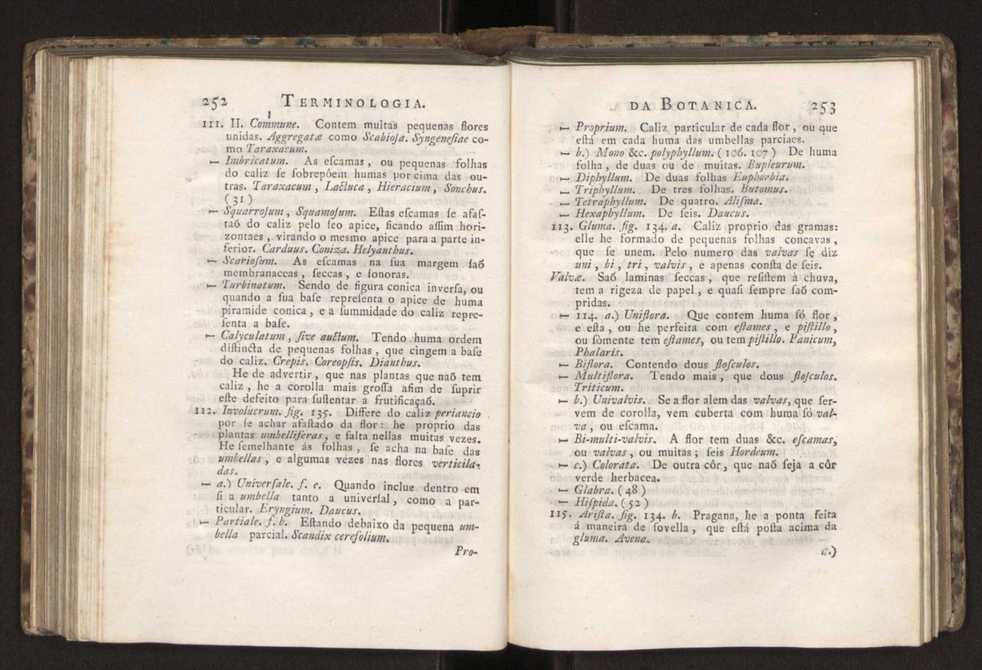 252 TERMINOLOGIA.
111. II. Commune. Contem multas pequenas flores
unidas. Aggregatæ como Scabioſa. Syngeneſiae co-
mo Taraxacum.
— Imbricatum. As eſcamas, ou pequenas folhas
do caliz ſe ſobrepõem humas por cima das ou-
tras. Taraxacum, Lactuca, Hieracium, Sonchus.
(31)
— Squarroſum, Squamoſum. Eſtas eſcamas ſe afaſ-
taõ do caliz pelo ſeo apice, ficando aſſim hori-
zontaes, virando o meſmo apice para a parte in-
ferior. Carduus. Coniza. Helyanthus.
— Scarioſum. As eſcamas na ſua margem ſaõ
membranaceas, ſeccas, e ſonoras.
— Turbinatum. Sendo de figura conica inverſa, ou
quando a ſua baſe repreſenta o apice de huma
piramide conica, e a ſummidade do caliz repre-
ſenta a baſe.
— Calyculatum, ſive auctum. Tendo huma ordem
diſtincta de pequenas folhas, que cingem a baſe
do caliz. Crepis. Coreopſis. Dianthus.
He de advertir, que nas plantas que naõ tem
caliz, he a corolla mais groſſa afim de ſuprir
eſte defeito para ſuſtentar a frutificaçaõ.
112. Involucrum. fig. 135. Differe do caliz periancio
por ſe achar afaſtado da flor: he proprio das
plantas umbelliferas, e falta nellas muitas vezes.
He ſemelhante ás folhas, ſe acha na baſe das
umbellas, e algumas vezes nas flores verticila-
das.
— a.) Univerſale. f. e. Quando inclue dentro em
ſi a umbella tanto a univerſal, como a par-
ticular. Eryngium. Daucus.
— Partiale. f. b. Eſtando debaixo da pequena um-
bella parcial. Scandix cerefolium.
Pro-
DA BOTANICA. 253
— Proprium. Caliz particular de cada flor, ou que
eſtá em cada huma das umbellas parciaes.
— b.) Mono &c. polyphyllum. (106. 107) De huma
folha, de duas ou de muitas. Bupleurum.
— Diphyllum. De duas folhas Euphorbia.
— Triphyllum. De tres folhas. Butomus.
— Tetraphyllum. De quatro. Aliſma.
— Hexaphyllum. De ſeis. Daucus.
113. Gluma. fig. 134. a. Caliz proprio das gramas:
elle he formado de pequenas folhas concavas,
que ſe unem. Pelo numero das valvas ſe diz
uni, bi, tri, valvis, e apenas conſta de ſeis.
Valvæ. Saõ laminas ſeccas, que reſiſtem á chuva,
tem a rigeza de papel, e quaſi ſempre ſaõ com-
pridas.
— 114. a.) Uniflora. Que contem huma ſó flor,
e eſta, ou he perfeita com eſtames, e piſtillo,
ou ſómente tem eſtames, ou tem piſtillo. Panicum,
Phalaris.
— Biflora. Contendo dous floſculos.
— Multiflora. Tendo mais, que dous floſculos.
Triticum.
— b.) Univalvis. Se a flor alem das valvas, que ſer-
vem de corolla, vem cuberta com huma ſó val-
va, ou eſcama.
— Bi-multi-valvis. A flor tem duas &c. eſcamas,
ou valvas, ou muitas; ſeis Hordeum.
— c.) Colorata. De outra côr, que naõ ſeja a côr
verde herbacea.
— Glabra. (48)
— Hiſpida. (52)
115. Ariſta. fig. 134. b. Pragana, he a ponta feita
á maneira de ſovella, que eſtá poſta acima da
gluma. Avena.
c.)